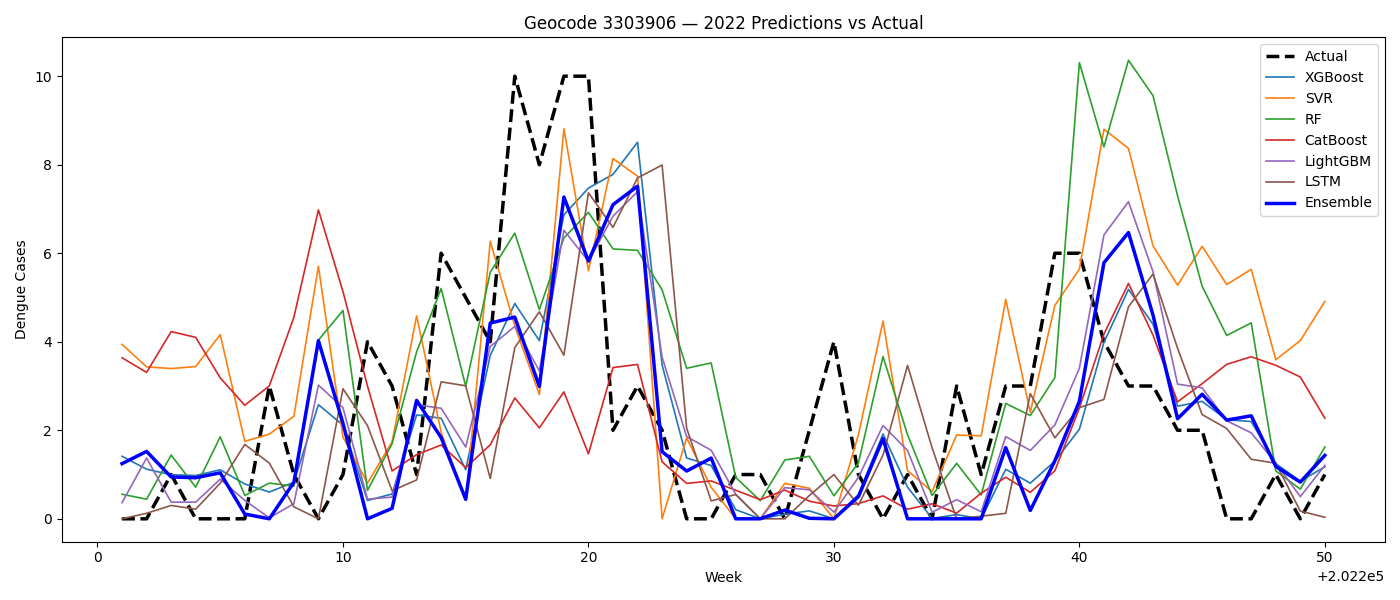 Geocode 3303906 — 2022 Predictions vs Actual
Dengue Cases
10
8
6
4
2
0
Actual
XGBoost
SVR
RF
CatBoost
LightGBM
LSTM
Ensemble
0 10 20 30 40 50
Week
+2.022e5